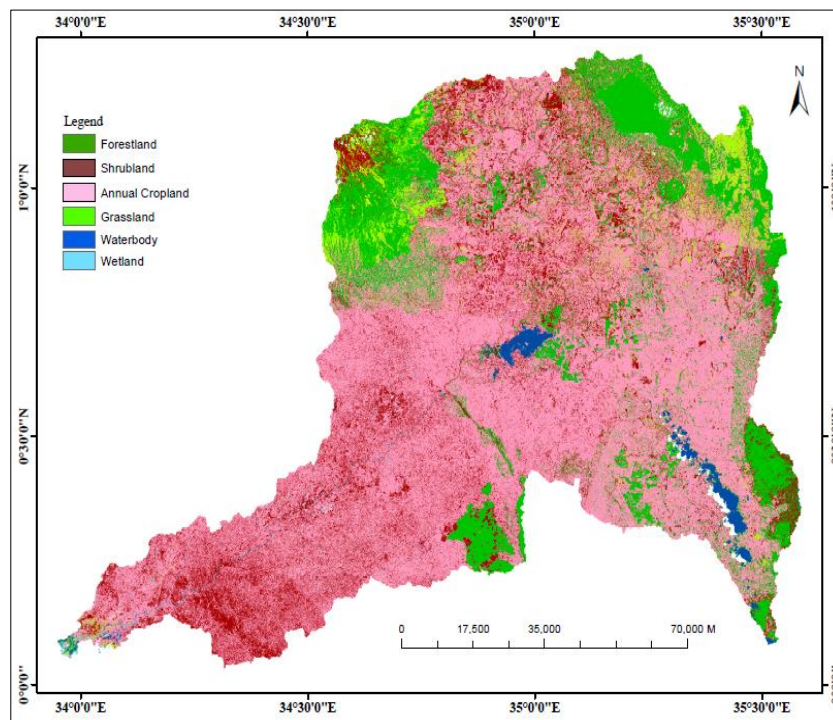 34°0'0"E 34°30'0"E 35°0'0"E 35°30'0"E
N
Legend
Forestland
Shrubland
Annual Cropland
Grassland
Waterbody
Wetland
1°0'0"N
0°30'0"N
0°0'0"
0 17,500 35,000 70,000 M
34°0'0"E 34°30'0"E 35°0'0"E 35°30'0"E